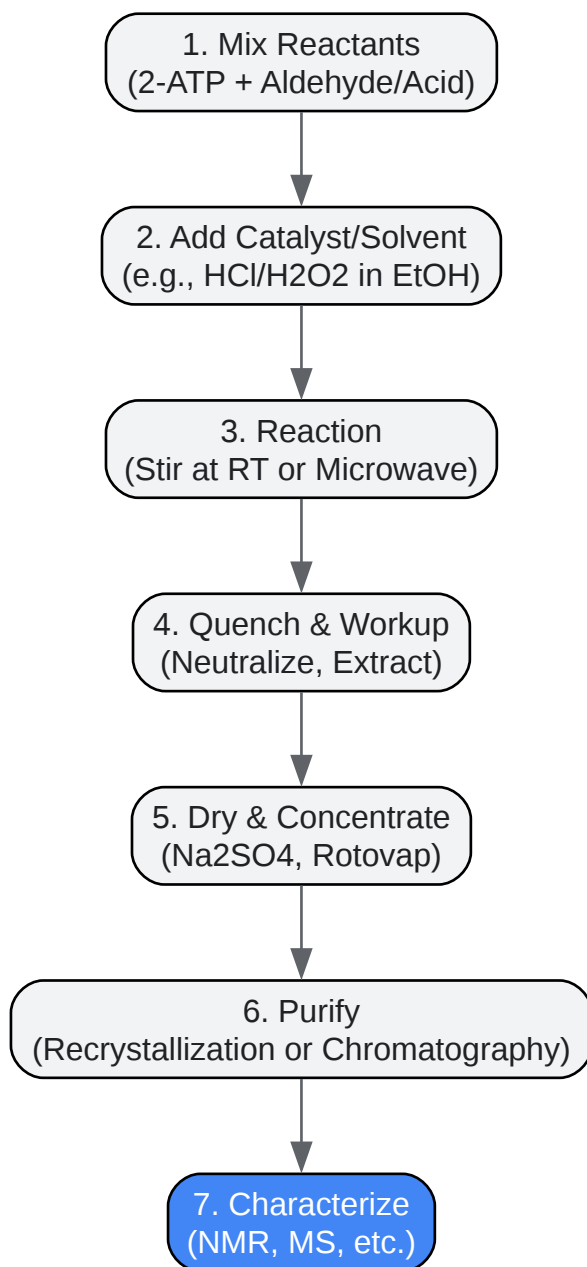 1. Mix Reactants
(2-ATP + Aldehyde/Acid)
2. Add Catalyst/Solvent
(e.g., HCl/H2O2 in EtOH)
3. Reaction
(Stir at RT or Microwave)
4. Quench & Workup
(Neutralize, Extract)
5. Dry & Concentrate
(Na2SO4, Rotovap)
6. Purify
(Recrystallization or Chromatography)
7. Characterize
(NMR, MS, etc.)